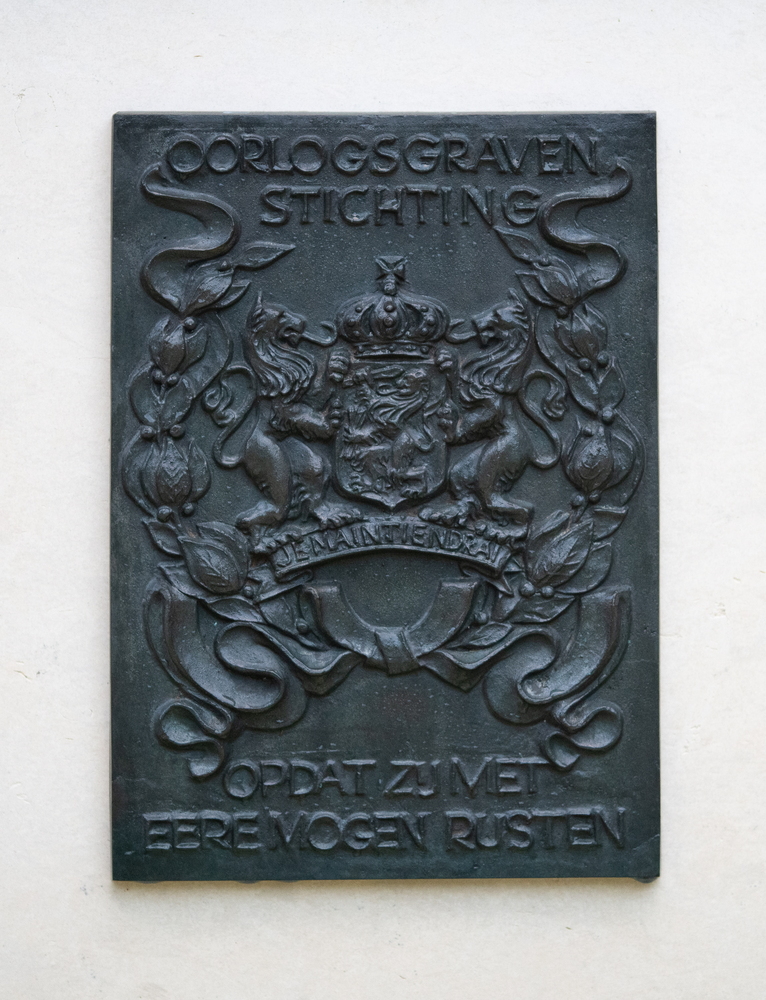 OORLOGSGRAVEN
STICHTING
JE MAINTIENDRAI
OPDAT ZIJ MET
EERE MOGEN RUSTEN